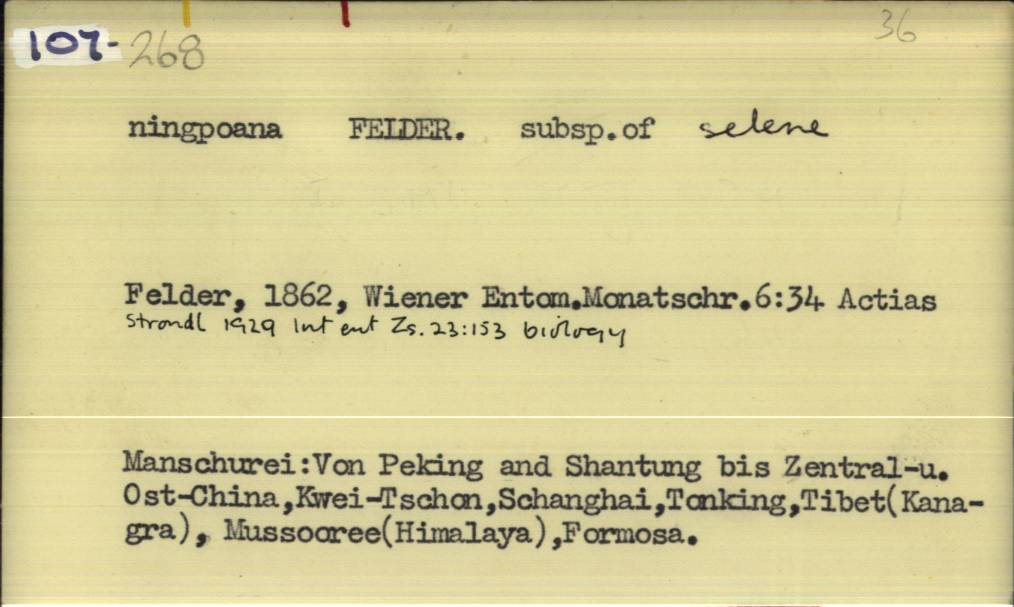 36
107-268
ningpoana FELDER. subsp.of selene
Felder, 1862, Wiener Entom.Monatschr.6:34 Actias
Strandl 1929 Int ent Zs. 23:153 biology
Manschurei:Von Peking and Shantung bis Zentral-u.
Ost-China,Kwei-Tschon,Schanghai,Tonking,Tibet(Kana-
gra), Mussooree(Himalaya),Formosa.